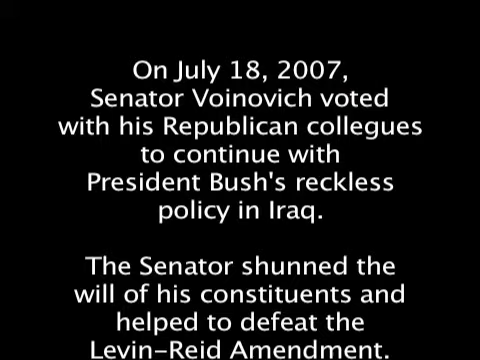 On July 18, 2007,
Senator Voinovich voted
with his Republican collegues
to continue with
President Bush's reckless
policy in Iraq.
The Senator shunned the
will of his constituents and
helped to defeat the
Levin-Reid Amendment.